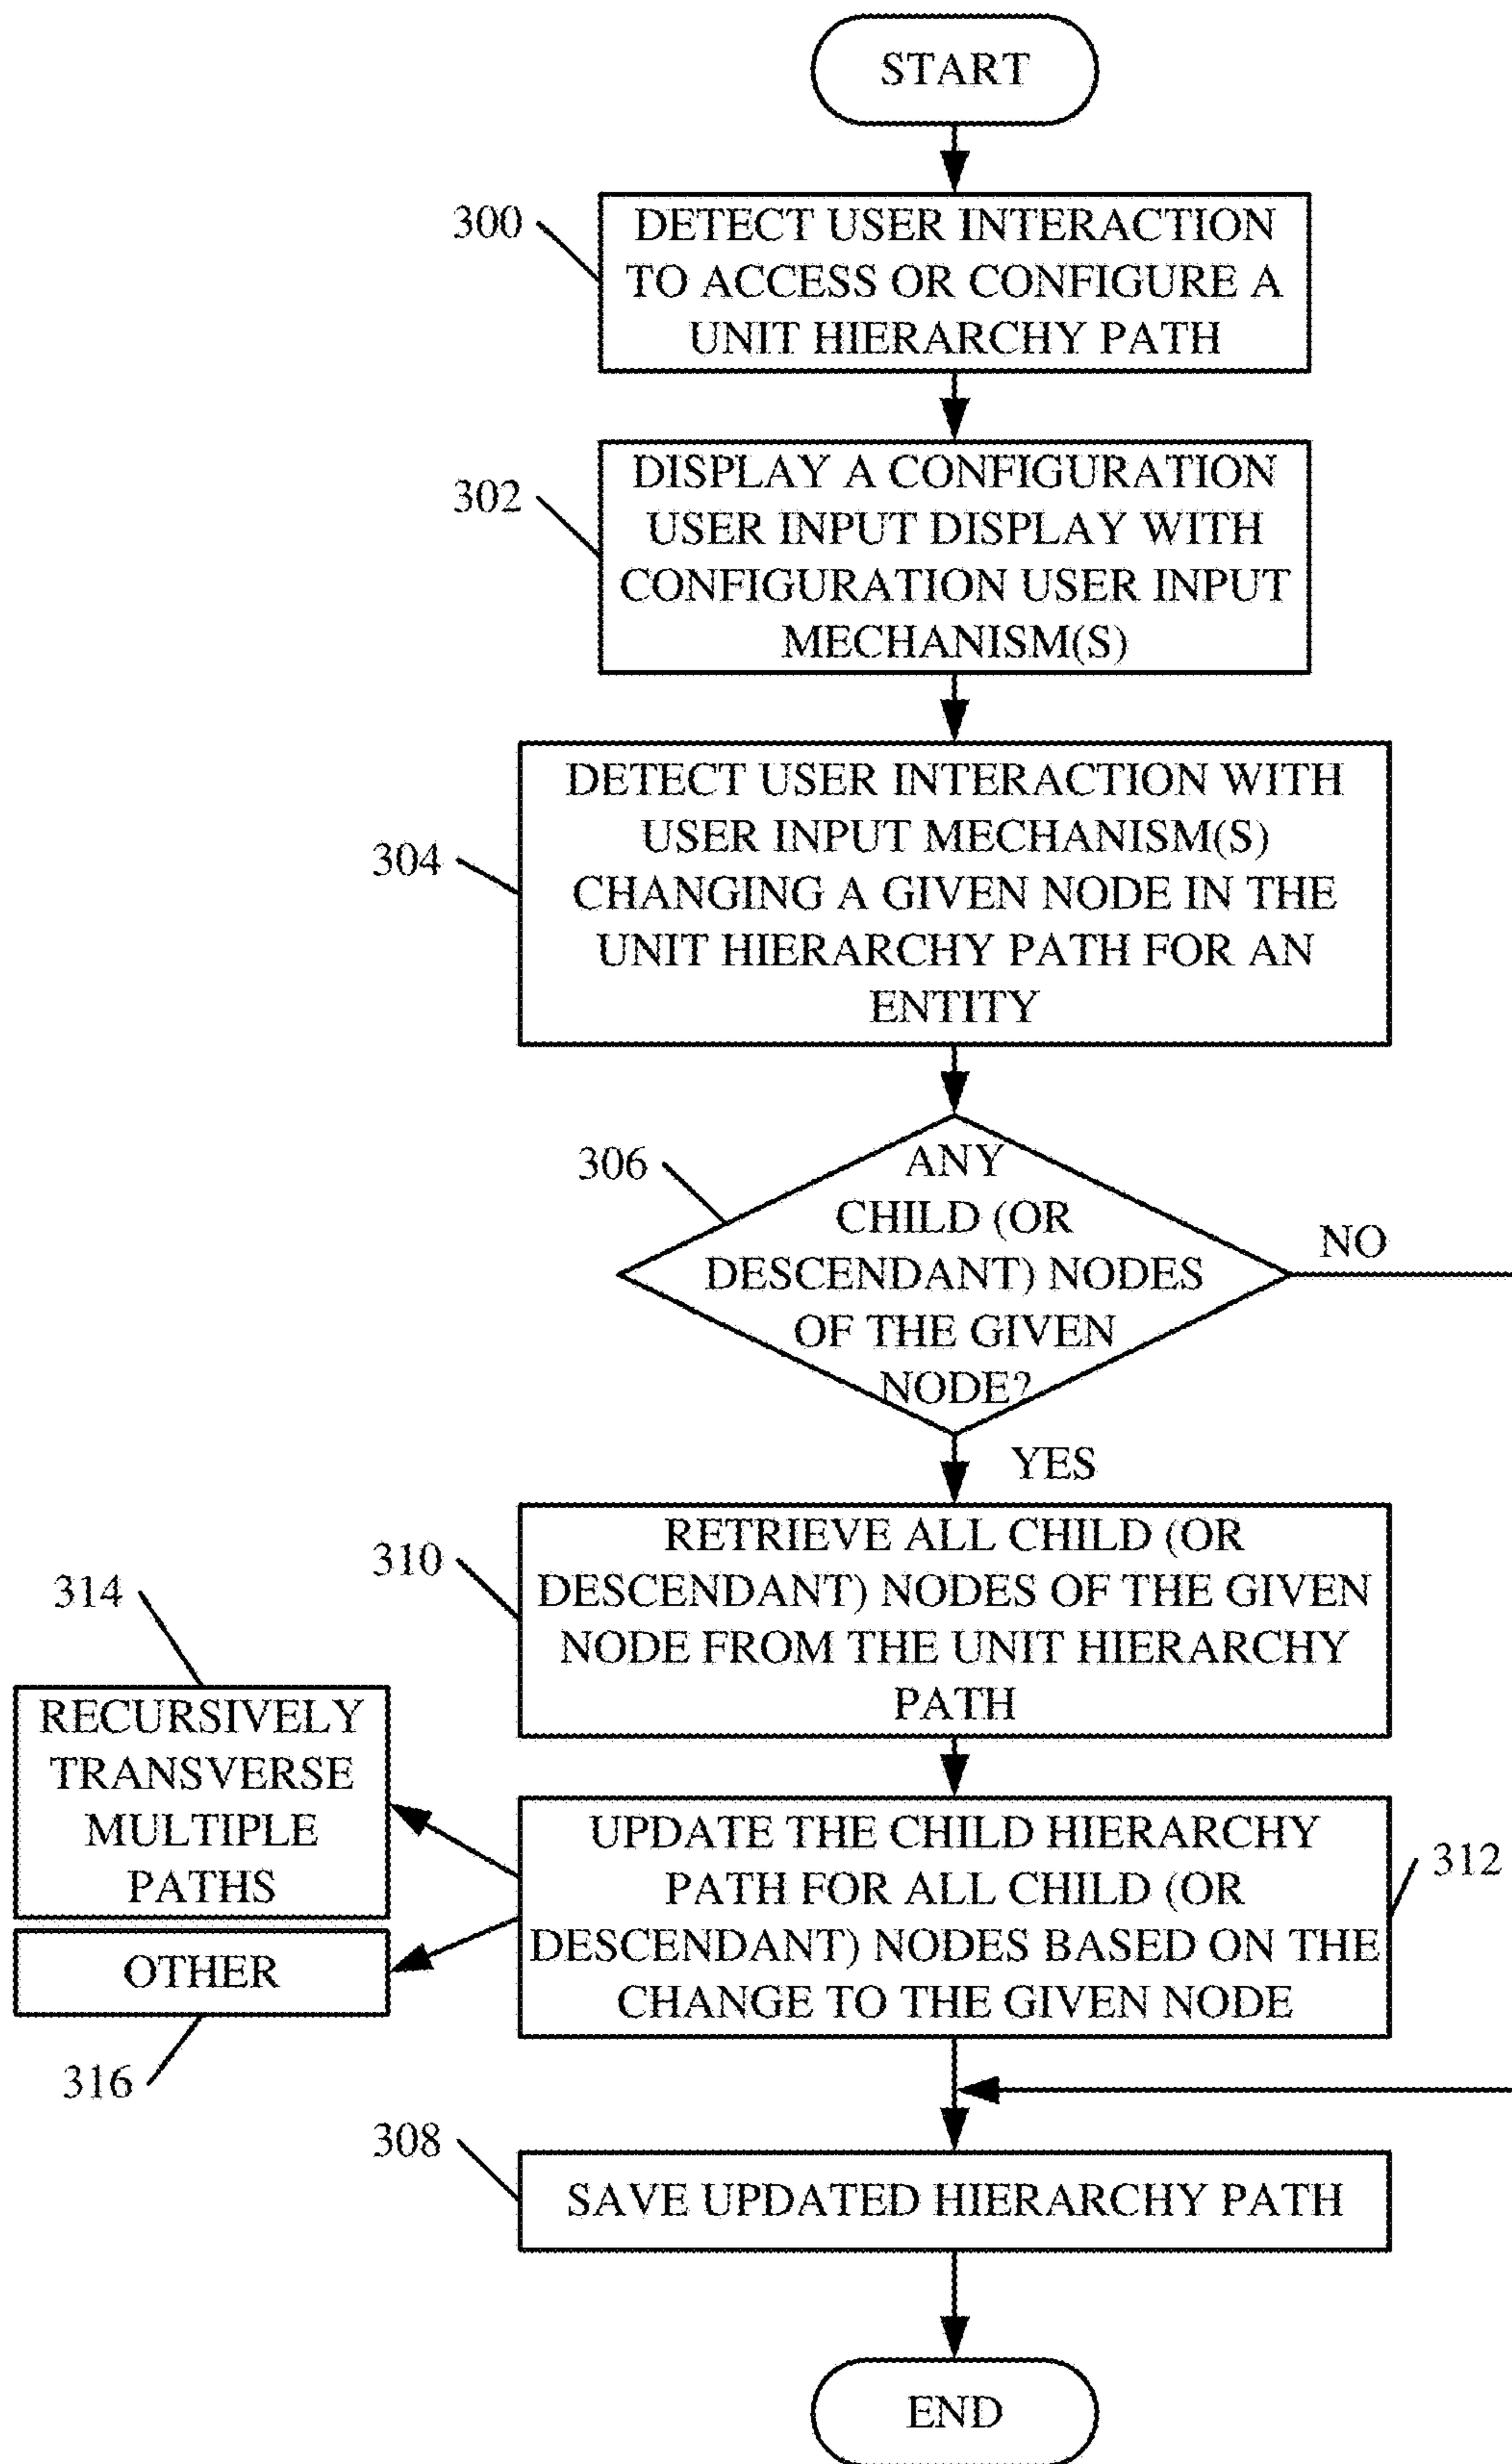 START
300
DETECT USER INTERACTION
TO ACCESS OR CONFIGURE A
UNIT HIERARCHY PATH
302
DISPLAY A CONFIGURATION
USER INPUT DISPLAY WITH
CONFIGURATION USER INPUT
MECHANISM(S)
304
DETECT USER INTERACTION WITH
USER INPUT MECHANISM(S)
CHANGING A GIVEN NODE IN THE
UNIT HIERARCHY PATH FOR AN
ENTITY
306
ANY
CHILD (OR
DESCENDANT) NODES
OF THE GIVEN
NODE?
NO
YES
310
RETRIEVE ALL CHILD (OR
DESCENDANT) NODES OF THE GIVEN
NODE FROM THE UNIT HIERARCHY
PATH
314
RECURSIVELY
TRANSVERSE
MULTIPLE
PATHS
OTHER
316
UPDATE THE CHILD HIERARCHY
PATH FOR ALL CHILD (OR
DESCENDANT) NODES BASED ON THE
CHANGE TO THE GIVEN NODE
312
308
SAVE UPDATED HIERARCHY PATH
END